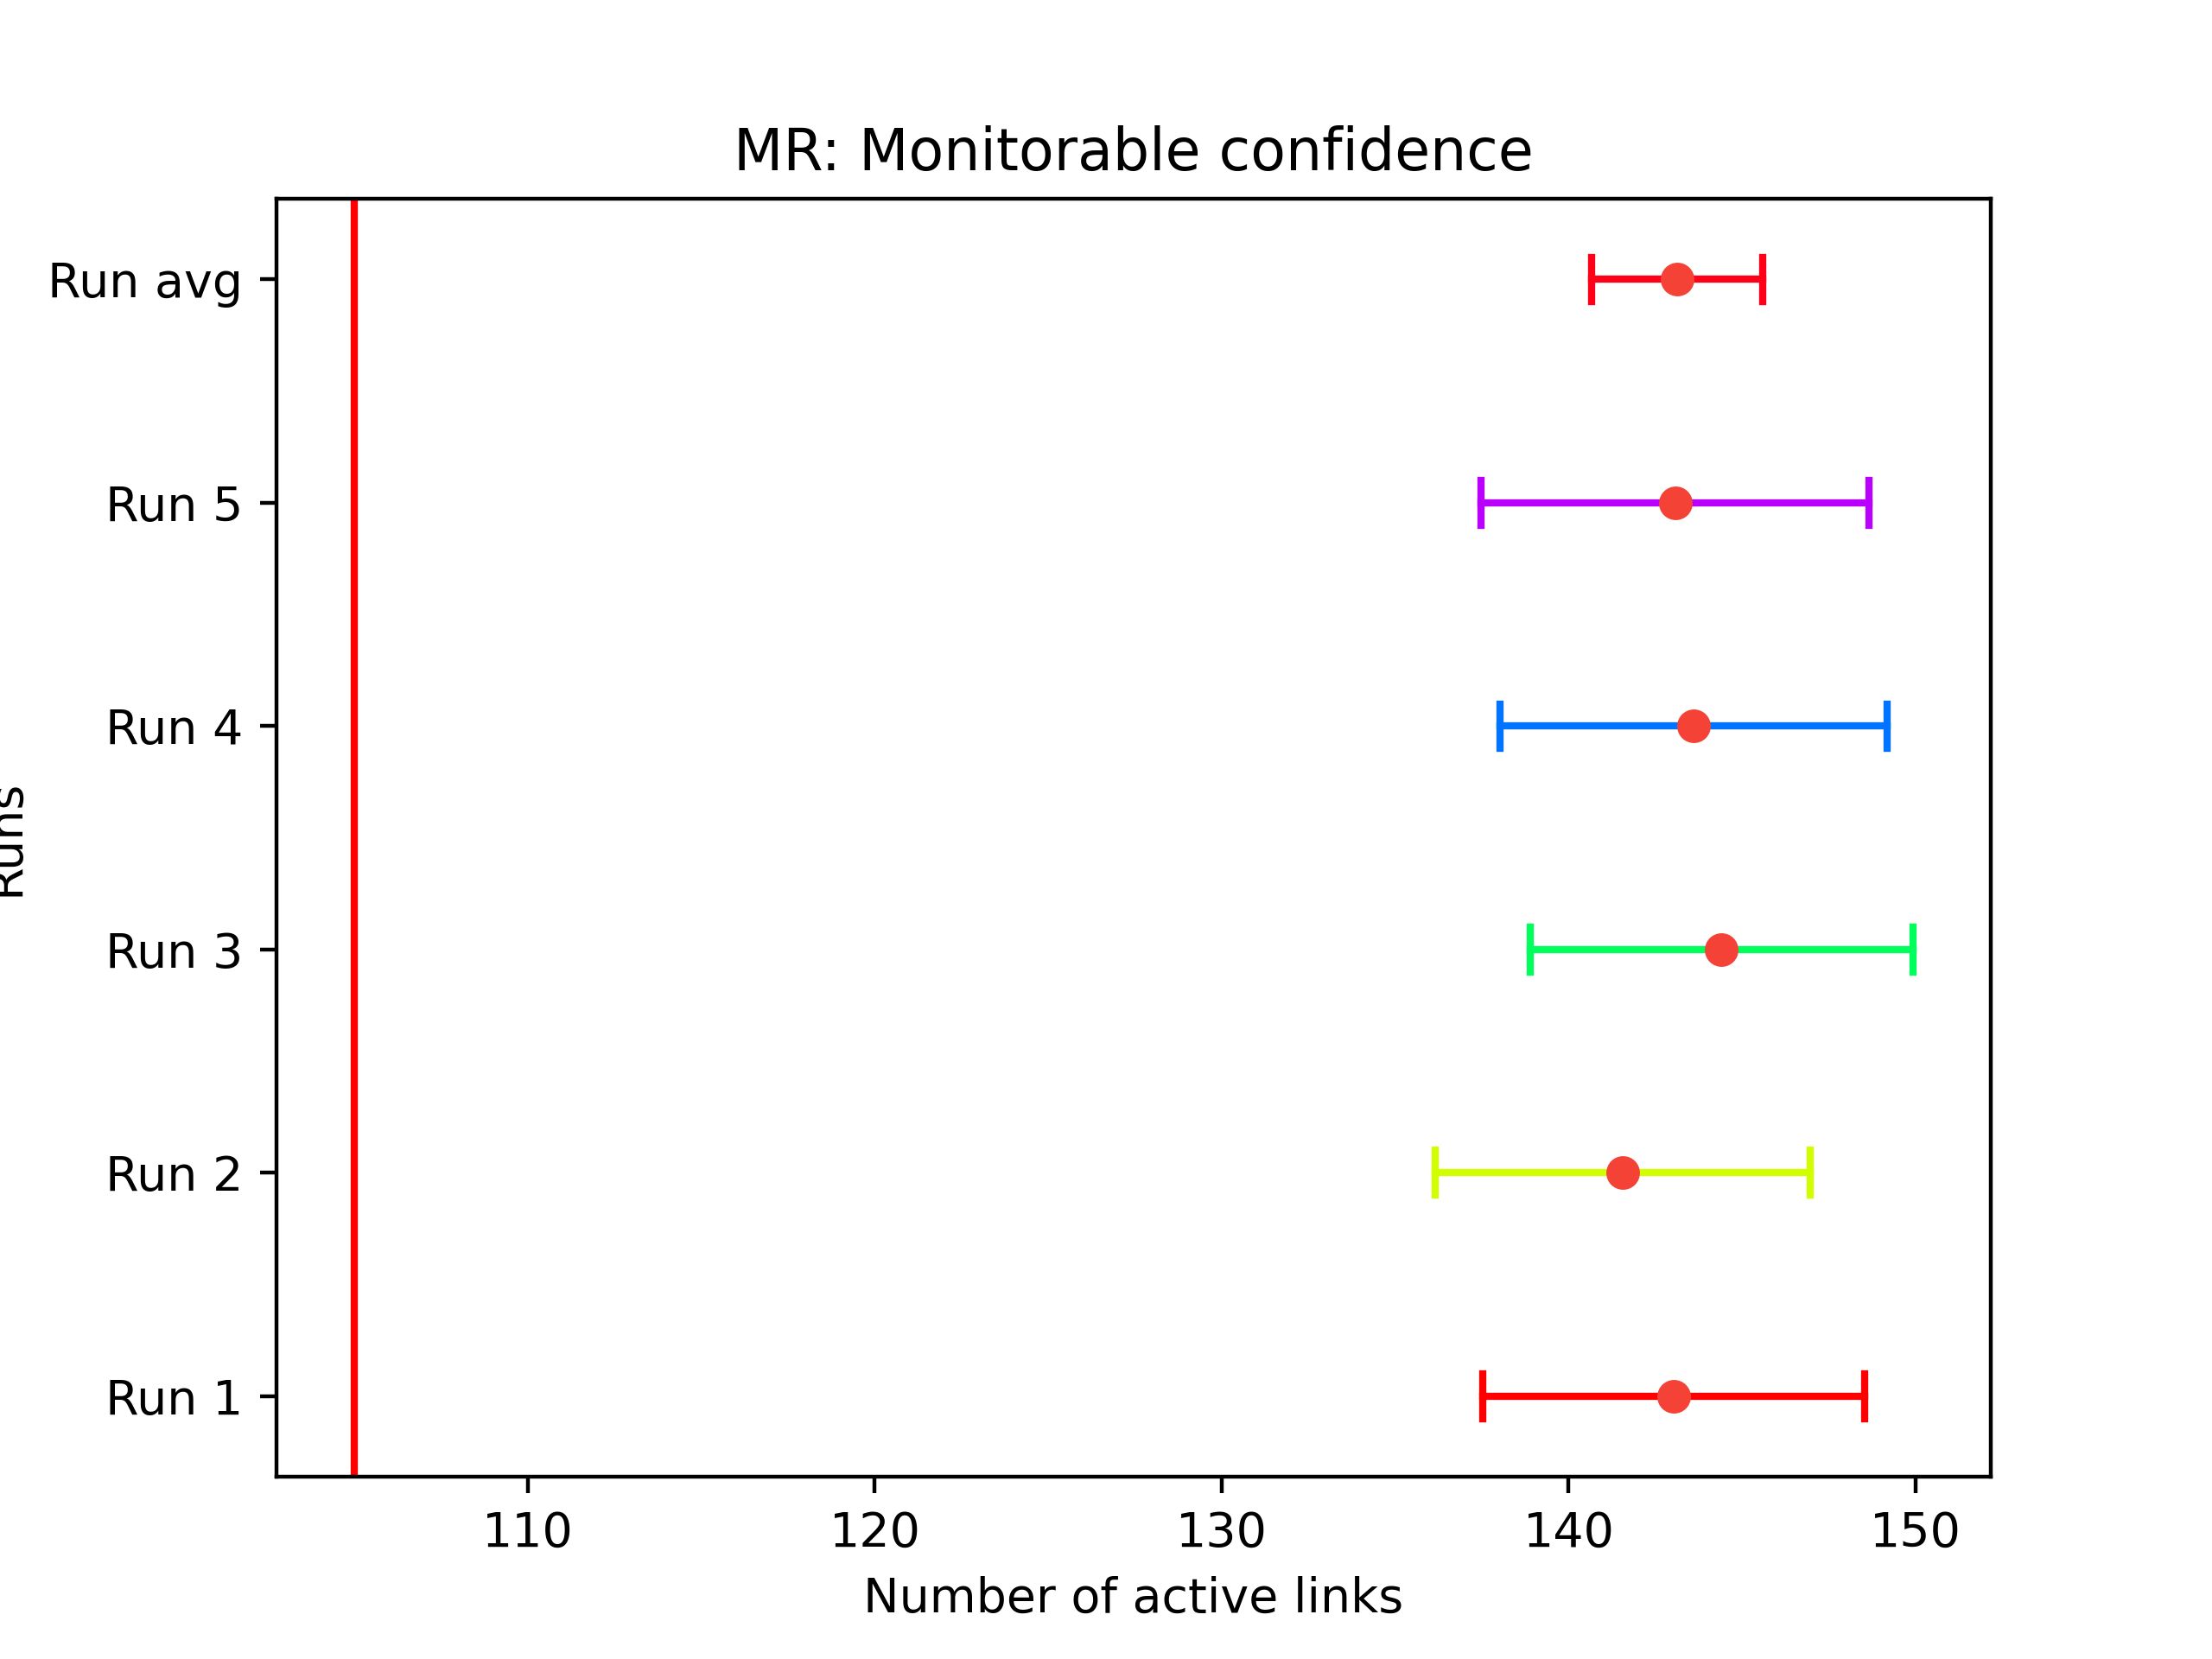 MR: Monitorable confidence
Run avg
Run 5
Run 4
Runs
Run 3
Run 2
Run 1
110 120 130 140 150
Number of active links